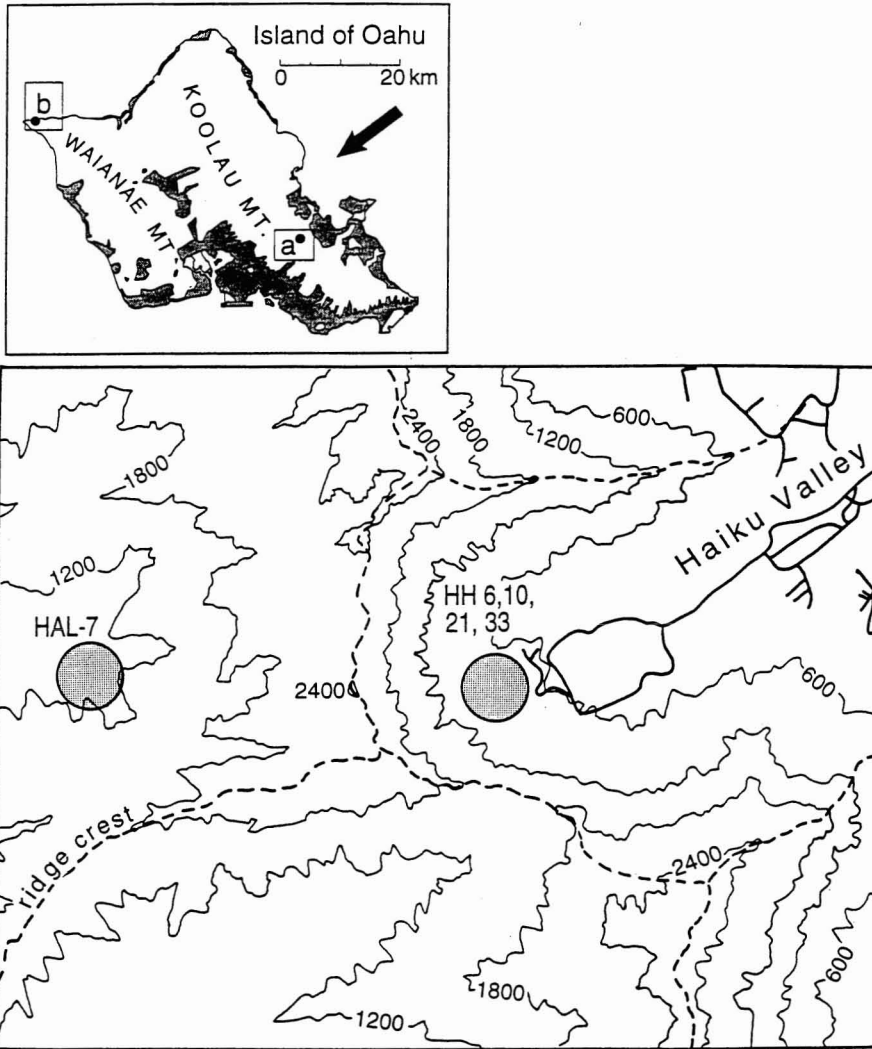 Island of Oahu
0 20 km
b
KOOLAU MT.
WAIANAE MT
a
2400
1800
600
1200
1800
Haiku Valley
1200
HH 6,10,
21, 33
HAL-7
2400
600
ridge crest
2400
1800
600
1200